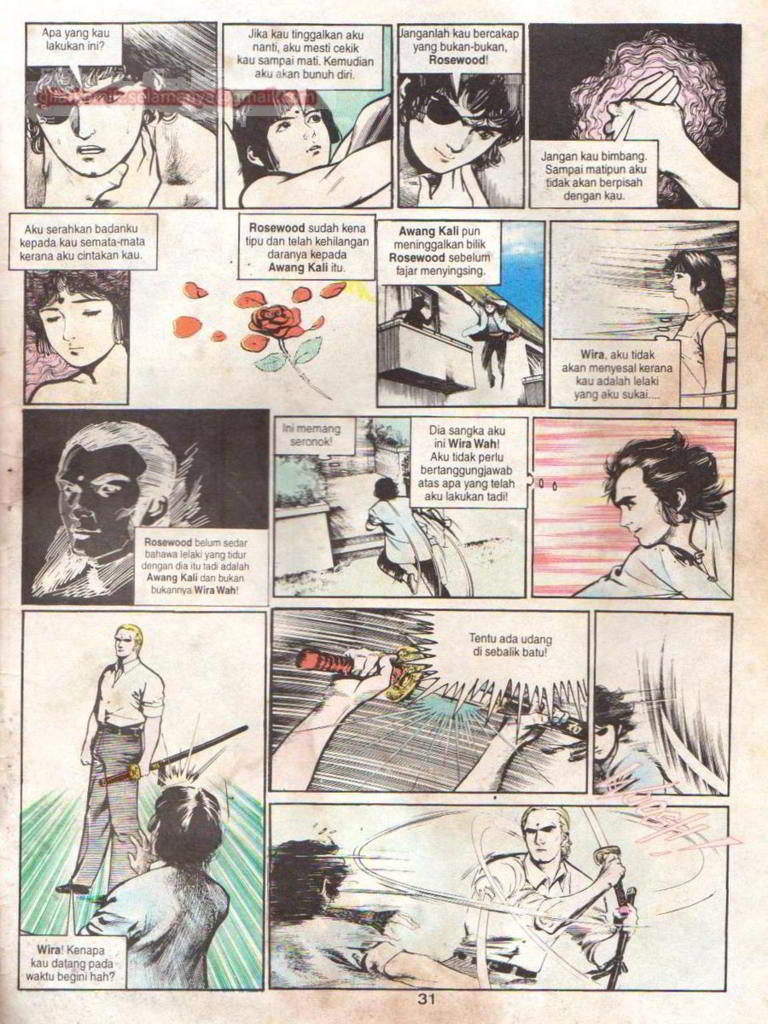 Apa yang kau
lakukan ini?
Jika kau tinggalkan aku
nanti, aku mesti cekik
kau sampai mati. Kemudian
aku akan bunuh diri.
Janganlah kau bercakap
yang bukan-bukan,
Rosewood!
Jangan kau bimbang.
Sampai matipun aku
tidak akan berpisah
dengan kau.
Aku serahkan badanku
kepada kau semata-mata
kerana aku cintakan kau.
Rosewood sudah kena
tipu dan telah kehilangan
daranya kepada
Awang Kali itu.
Awang Kali pun
meninggalkan bilik
Rosewood sebelum
fajar menyingsing.
Wira, aku tidak
akan menyesal kerana
kau adalah lelaki
yang aku sukai....
Rosewood belum sedar
bahawa lelaki yang tidur
dengan dia itu tadi adalah
Awang Kali dan bukan
bukannya Wira Wah!
Ini memang
seronok!
Dia sangka aku
ini Wira Wah!
Aku tidak perlu
bertanggungjawab
atas apa yang telah
aku lakukan tadi!
Wira! Kenapa
kau datang pada
waktu begini hah?
Tentu ada udang
di sebalik batu!
31